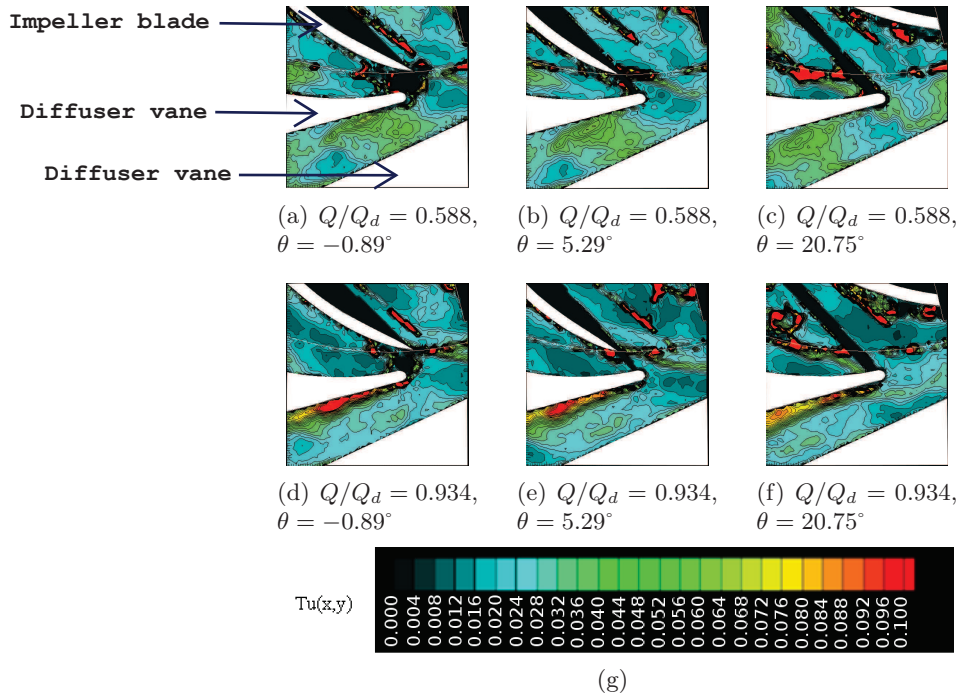 Impeller blade
Diffuser vane
Diffuser vane
(a) Q/Q_d = 0.588, θ = −0.89°
(b) Q/Q_d = 0.588, θ = 5.29°
(c) Q/Q_d = 0.588, θ = 20.75°
(d) Q/Q_d = 0.934, θ = −0.89°
(e) Q/Q_d = 0.934, θ = 5.29°
(f) Q/Q_d = 0.934, θ = 20.75°
Tu(x,y)
0.000 0.004 0.008 0.012 0.016 0.020 0.024 0.028 0.032 0.036 0.040 0.044 0.048 0.052 0.056 0.060 0.064 0.068 0.072 0.076 0.080 0.084 0.088 0.092 0.096 0.100
(g)